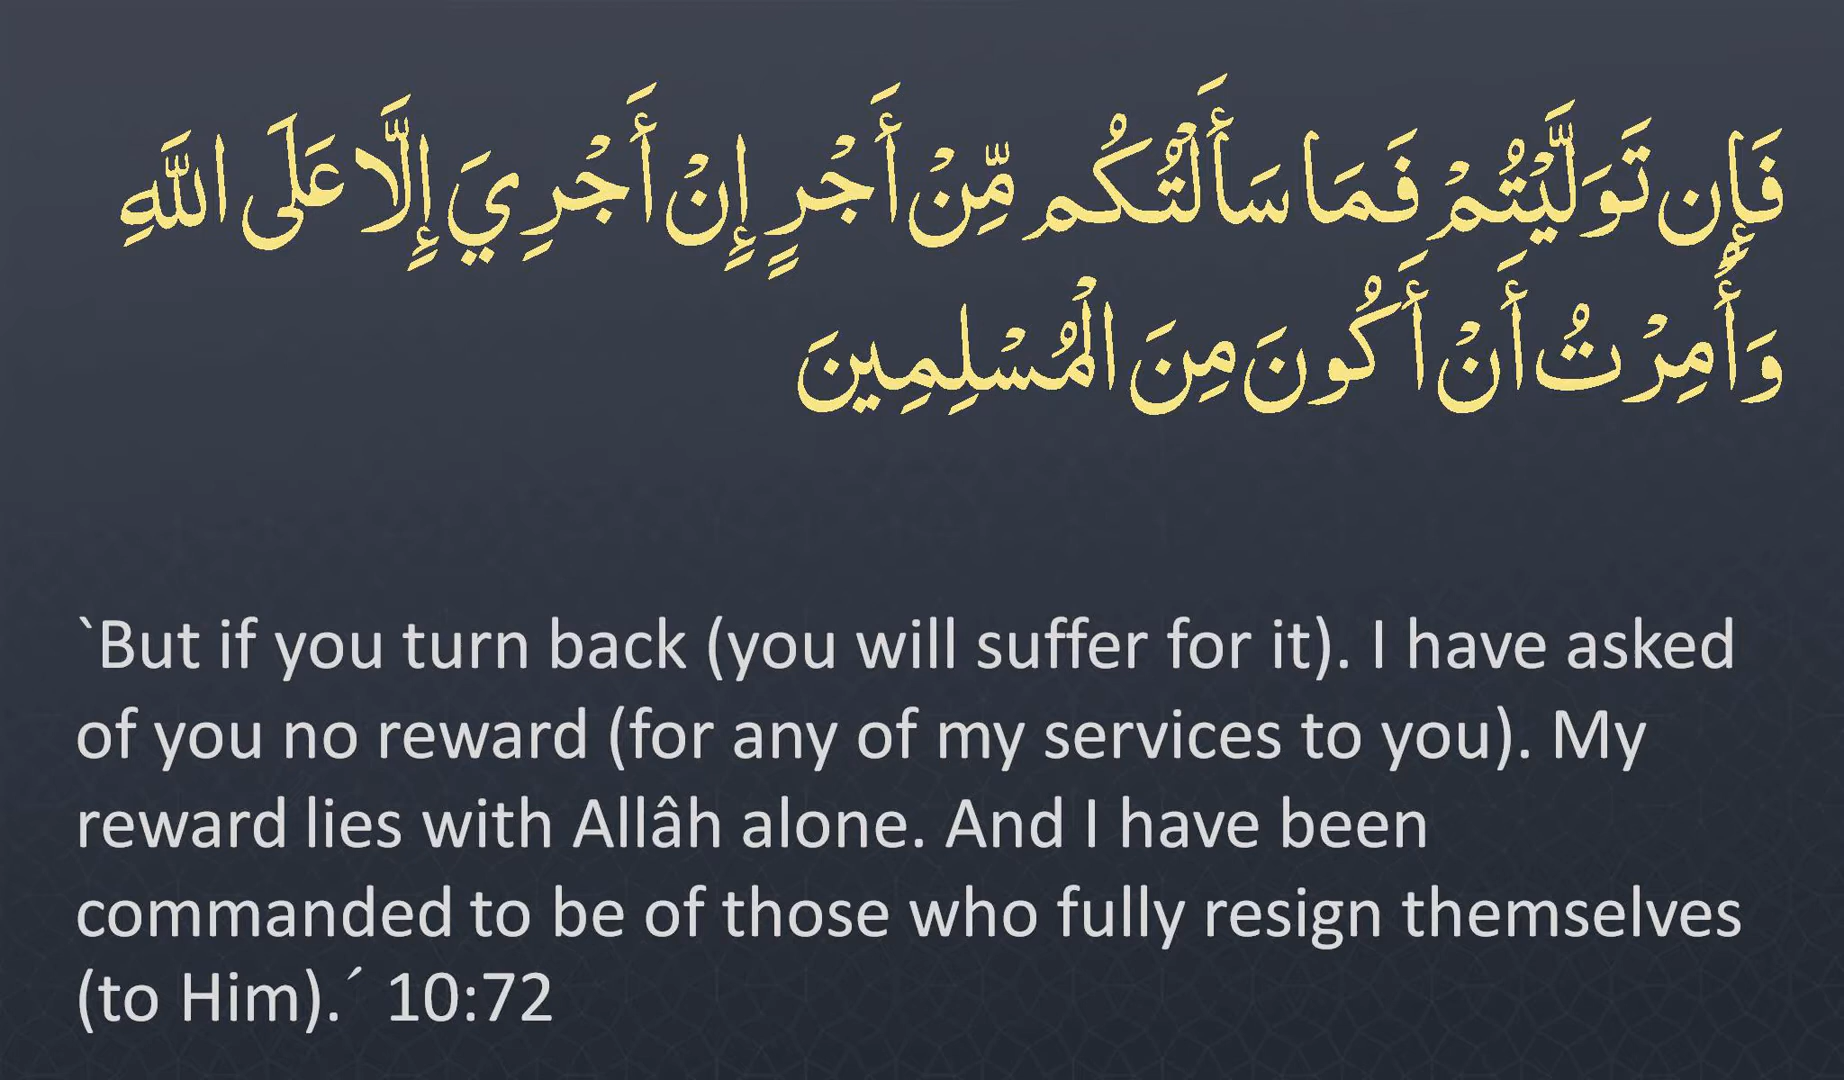 فَإِن تَوَلَّيْتُمْ فَمَا سَأَلْتُكُم مِّنْ أَجْرٍ إِنْ أَجْرِيَ إِلَّا عَلَى اللَّهِ
وَأُمِرْتُ أَنْ أَكُونَ مِنَ الْمُسْلِمِينَ
`But if you turn back (you will suffer for it). I have asked
of you no reward (for any of my services to you). My
reward lies with Allâh alone. And I have been
commanded to be of those who fully resign themselves
(to Him).´ 10:72